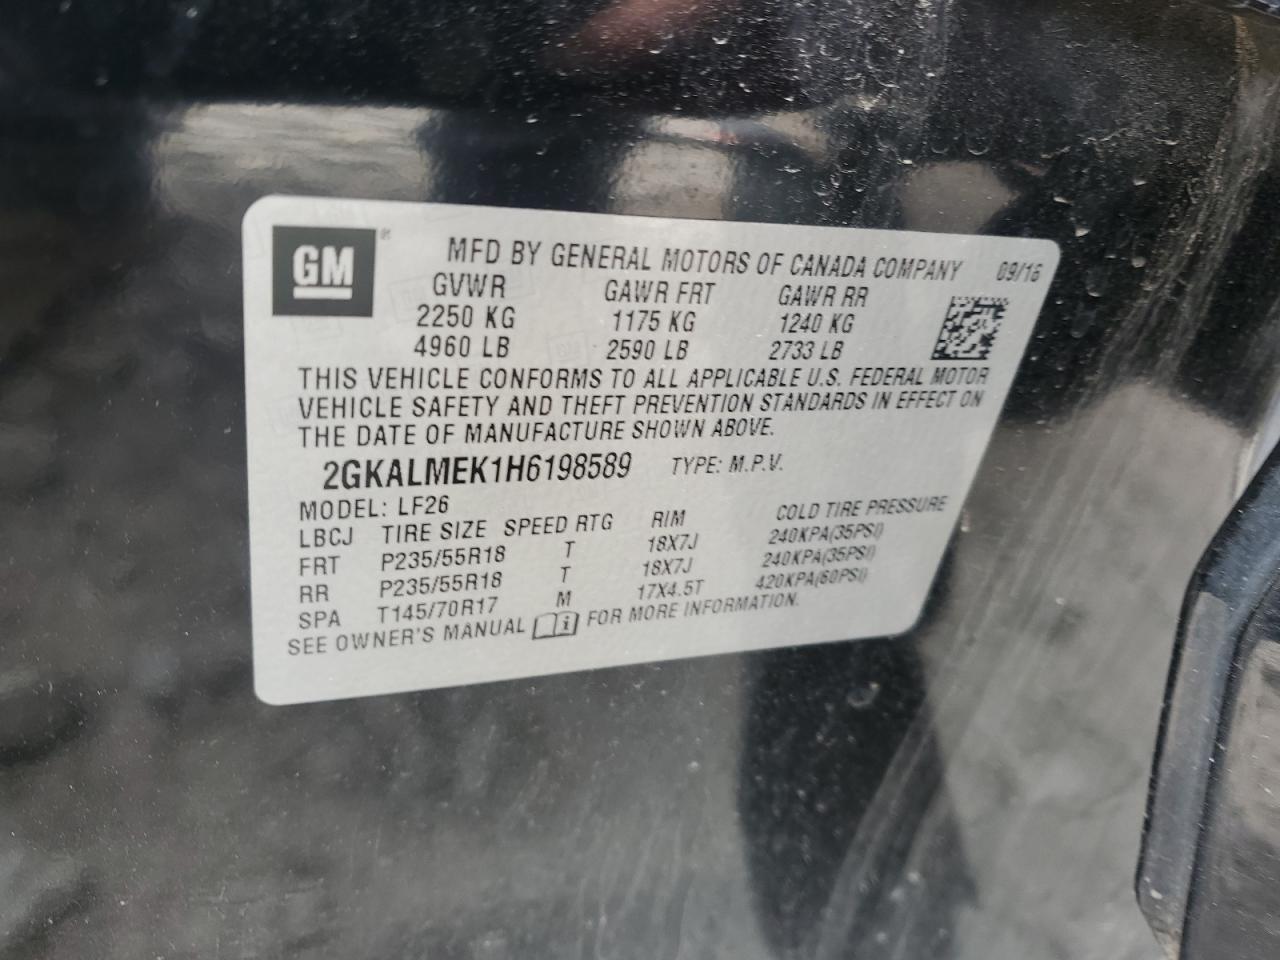 GM
MFD BY GENERAL MOTORS OF CANADA COMPANY 09/16
GVWR GAWR FRT GAWR RR
2250 KG 1175 KG 1240 KG
4960 LB 2590 LB 2733 LB
THIS VEHICLE CONFORMS TO ALL APPLICABLE U.S. FEDERAL MOTOR
VEHICLE SAFETY AND THEFT PREVENTION STANDARDS IN EFFECT ON
THE DATE OF MANUFACTURE SHOWN ABOVE.
2GKALMEK1H6198589 TYPE: M.P.V.
MODEL: LF26
LBCJ TIRE SIZE SPEED RTG RIM COLD TIRE PRESSURE
FRT P235/55R18 T 18X7J 240KPA(35PSI)
RR P235/55R18 T 18X7J 240KPA(35PSI)
SPA T145/70R17 M 17X4.5T 420KPA(60PSI)
SEE OWNER'S MANUAL FOR MORE INFORMATION.